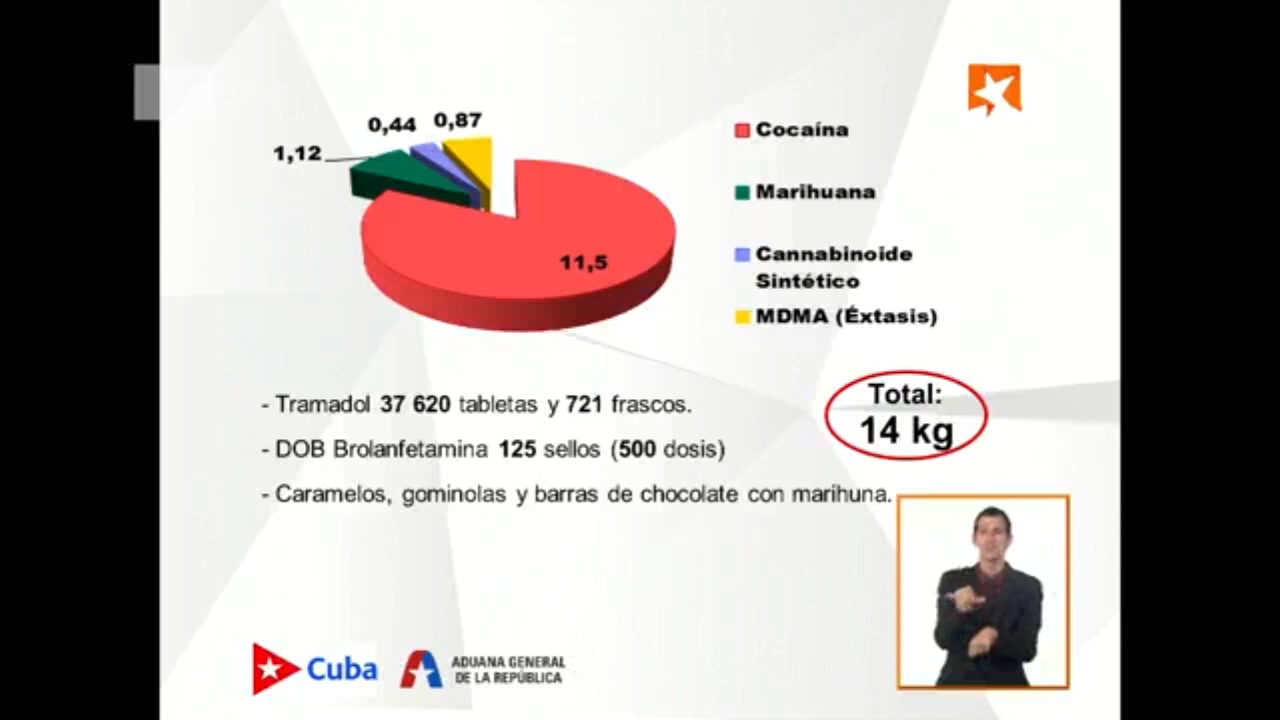 0,44 0,87
1,12
11,5
Cocaína
Marihuana
Cannabinoide
Sintético
MDMA (Éxtasis)
- Tramadol 37 620 tabletas y 721 frascos.
- DOB Brolanfetamina 125 sellos (500 dosis)
- Caramelos, gominolas y barras de chocolate con marihuna.
Total:
14 kg
Cuba
ADUANA GENERAL
DE LA REPÚBLICA